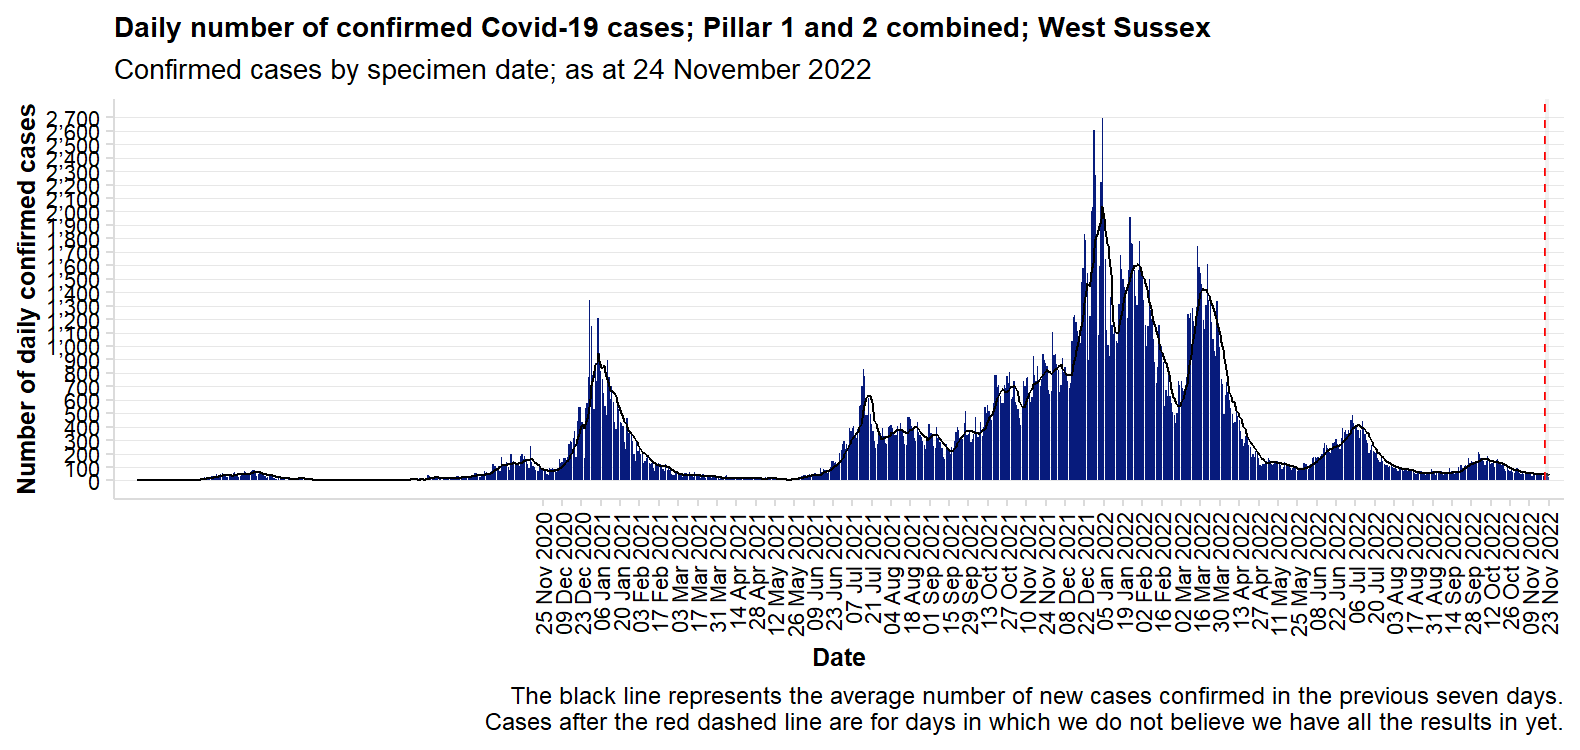 Daily number of confirmed Covid-19 cases; Pillar 1 and 2 combined; West Sussex
Confirmed cases by specimen date; as at 24 November 2022
Number of daily confirmed cases
2,700
2,600
2,500
2,400
2,300
2,200
2,100
2,000
1,900
1,800
1,700
1,600
1,500
1,400
1,300
1,200
1,100
1,000
900
800
700
600
500
400
300
200
100
0
25 Nov 2020
09 Dec 2020
23 Dec 2020
06 Jan 2021
20 Jan 2021
03 Feb 2021
17 Feb 2021
03 Mar 2021
17 Mar 2021
31 Mar 2021
14 Apr 2021
28 Apr 2021
12 May 2021
26 May 2021
09 Jun 2021
23 Jun 2021
07 Jul 2021
21 Jul 2021
04 Aug 2021
18 Aug 2021
01 Sep 2021
15 Sep 2021
29 Sep 2021
13 Oct 2021
27 Oct 2021
10 Nov 2021
24 Nov 2021
08 Dec 2021
22 Dec 2021
05 Jan 2022
19 Jan 2022
02 Feb 2022
16 Feb 2022
02 Mar 2022
16 Mar 2022
30 Mar 2022
13 Apr 2022
27 Apr 2022
11 May 2022
25 May 2022
08 Jun 2022
22 Jun 2022
06 Jul 2022
20 Jul 2022
03 Aug 2022
17 Aug 2022
31 Aug 2022
14 Sep 2022
28 Sep 2022
12 Oct 2022
26 Oct 2022
09 Nov 2022
23 Nov 2022
Date
The black line represents the average number of new cases confirmed in the previous seven days.
Cases after the red dashed line are for days in which we do not believe we have all the results in yet.